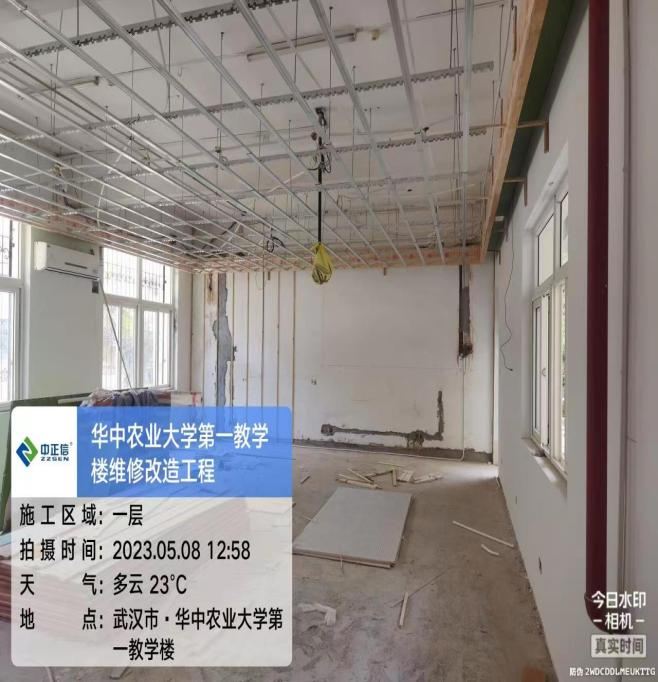 中正信®
ZZSEN
华中农业大学第一教学
楼维修改造工程
施工区域：一层
拍摄时间：2023.05.08 12:58
天气：多云 23°C
地点：武汉市·华中农业大学第
一教学楼
今日水印
-相机-
真实时间
防伪 2WDCDDLMEUKTTG